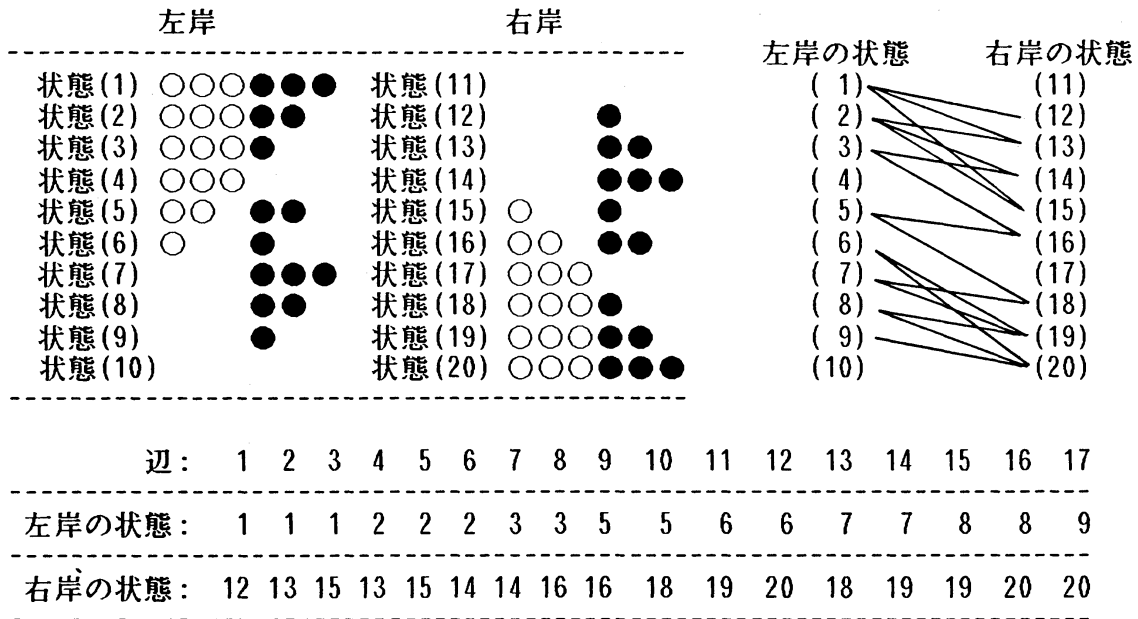 左岸 右岸
状態(1) ○○○●●● 状態(11)
状態(2) ○○○●● 状態(12) ●
状態(3) ○○○● 状態(13) ●●
状態(4) ○○○ 状態(14) ●●●
状態(5) ○○ ●● 状態(15) ○ ●
状態(6) ○ ● 状態(16) ○○ ●●
状態(7) ●●● 状態(17) ○○○
状態(8) ●● 状態(18) ○○○●
状態(9) ● 状態(19) ○○○●●
状態(10) 状態(20) ○○○●●●
左岸の状態 右岸の状態
( 1) (11)
( 2) (12)
( 3) (13)
( 4) (14)
( 5) (15)
( 6) (16)
( 7) (17)
( 8) (18)
( 9) (19)
(10) (20)
辺: 1 2 3 4 5 6 7 8 9 10 11 12 13 14 15 16 17
左岸の状態: 1 1 1 2 2 2 3 3 5 5 6 6 7 7 8 8 9
右岸の状態: 12 13 15 13 15 14 14 16 16 18 19 20 18 19 19 20 20